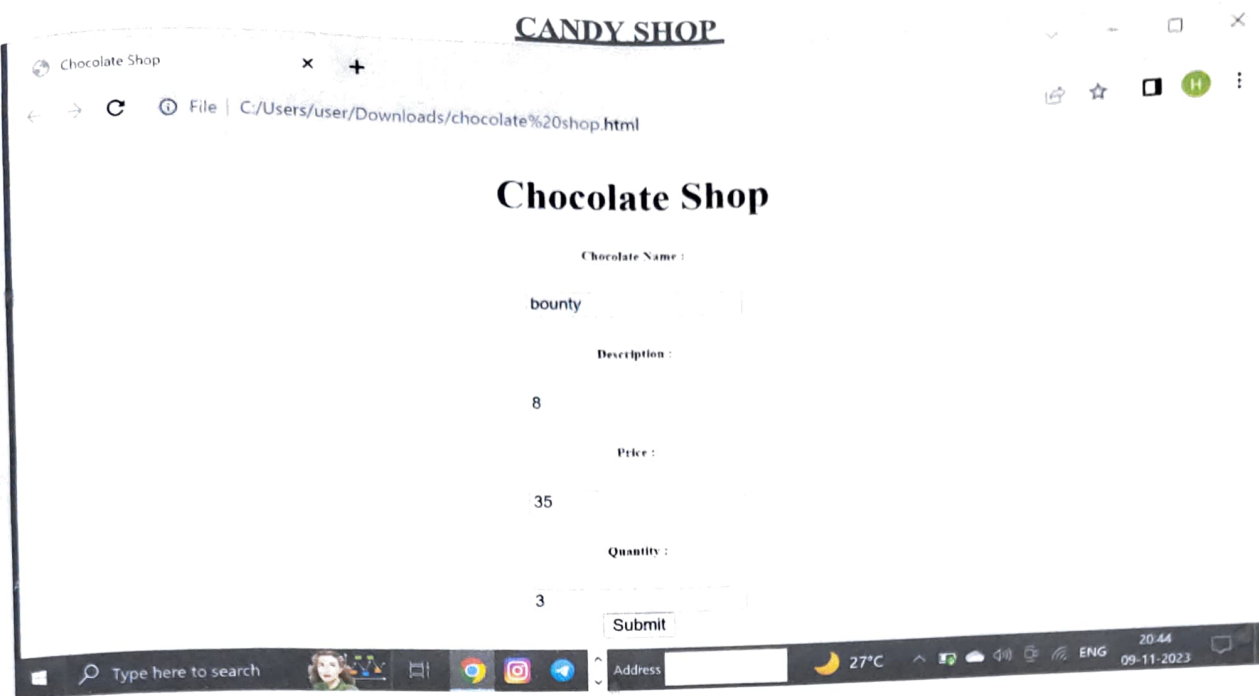 CANDY SHOP
Chocolate Shop
File | C:/Users/user/Downloads/chocolate%20shop.html
H
Chocolate Shop
Chocolate Name :
bounty
Description :
8
Price :
35
Quantity :
3
Submit
Type here to search
Address
27°C
ENG
20:44
09-11-2023